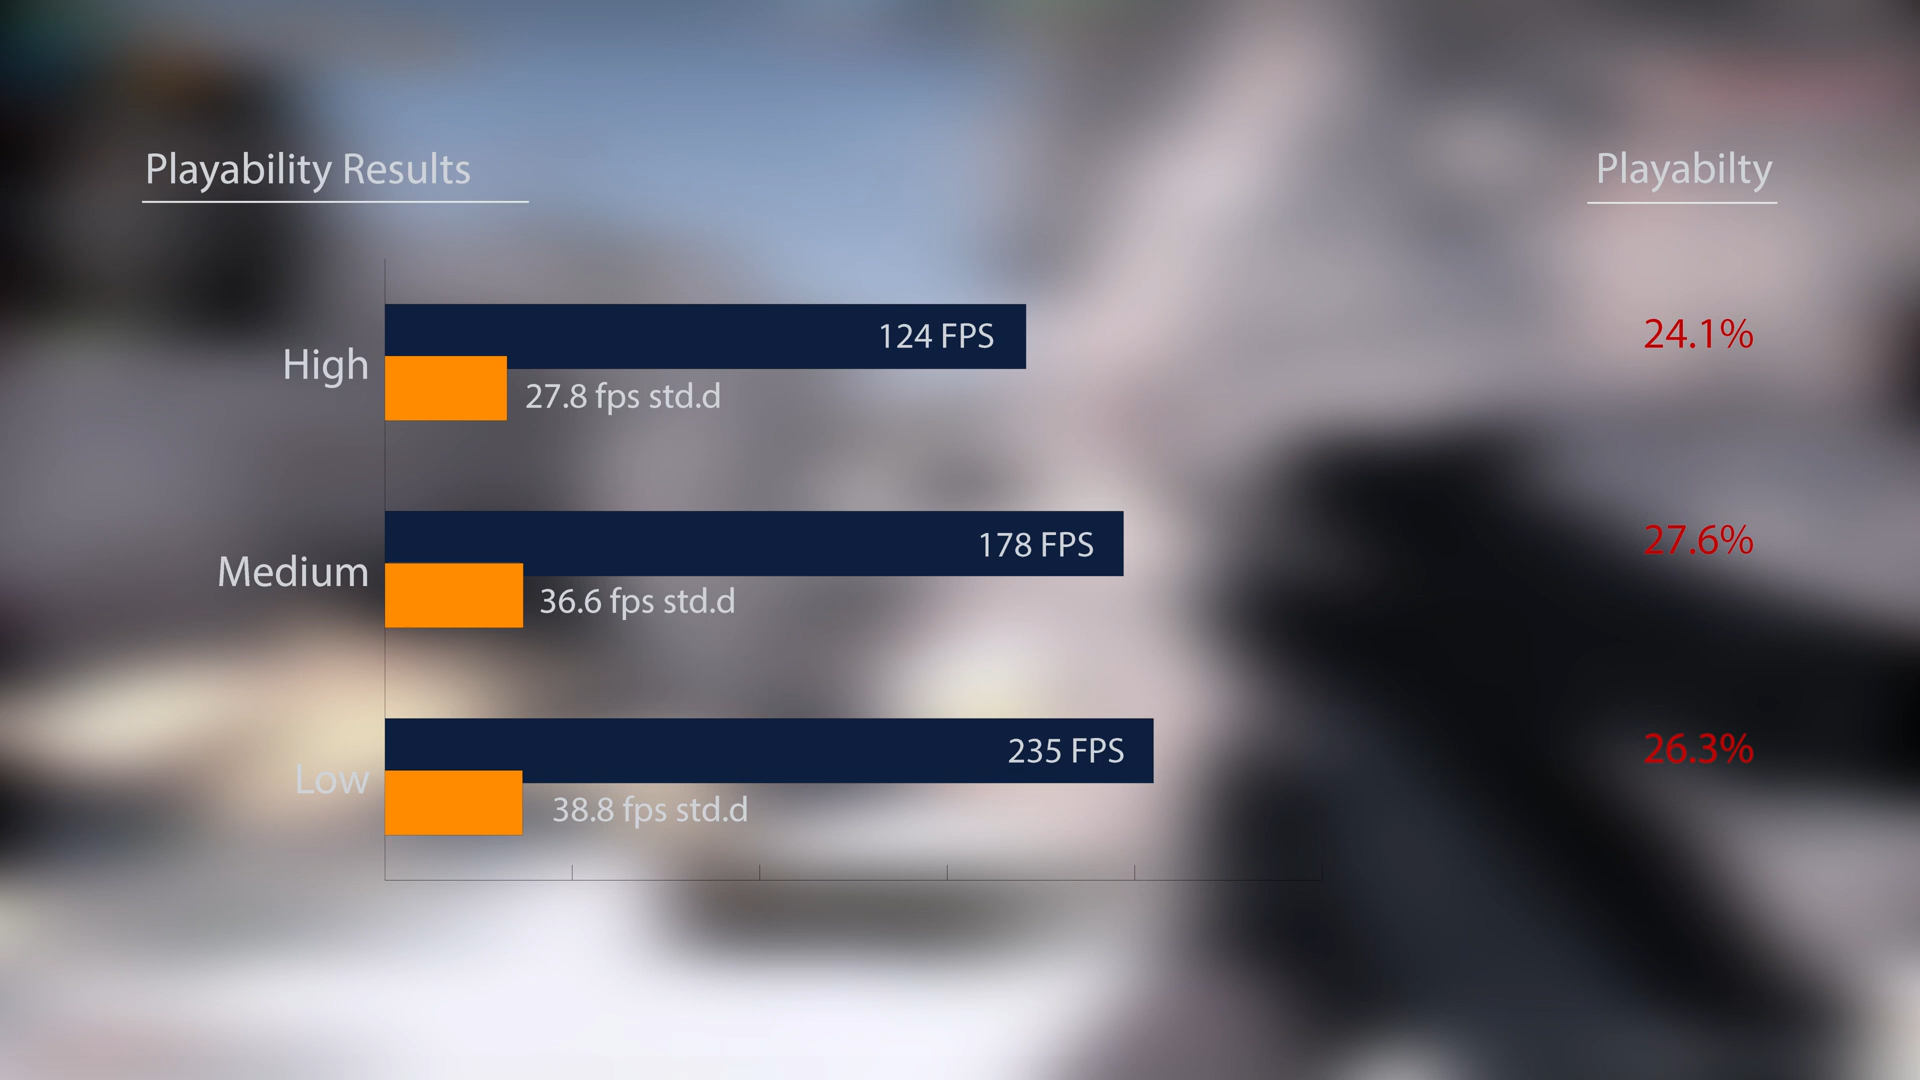 Playability Results
Playabilty
124 FPS
24.1%
High
27.8 fps std.d
178 FPS
27.6%
Medium
36.6 fps std.d
235 FPS
26.3%
Low
38.8 fps std.d